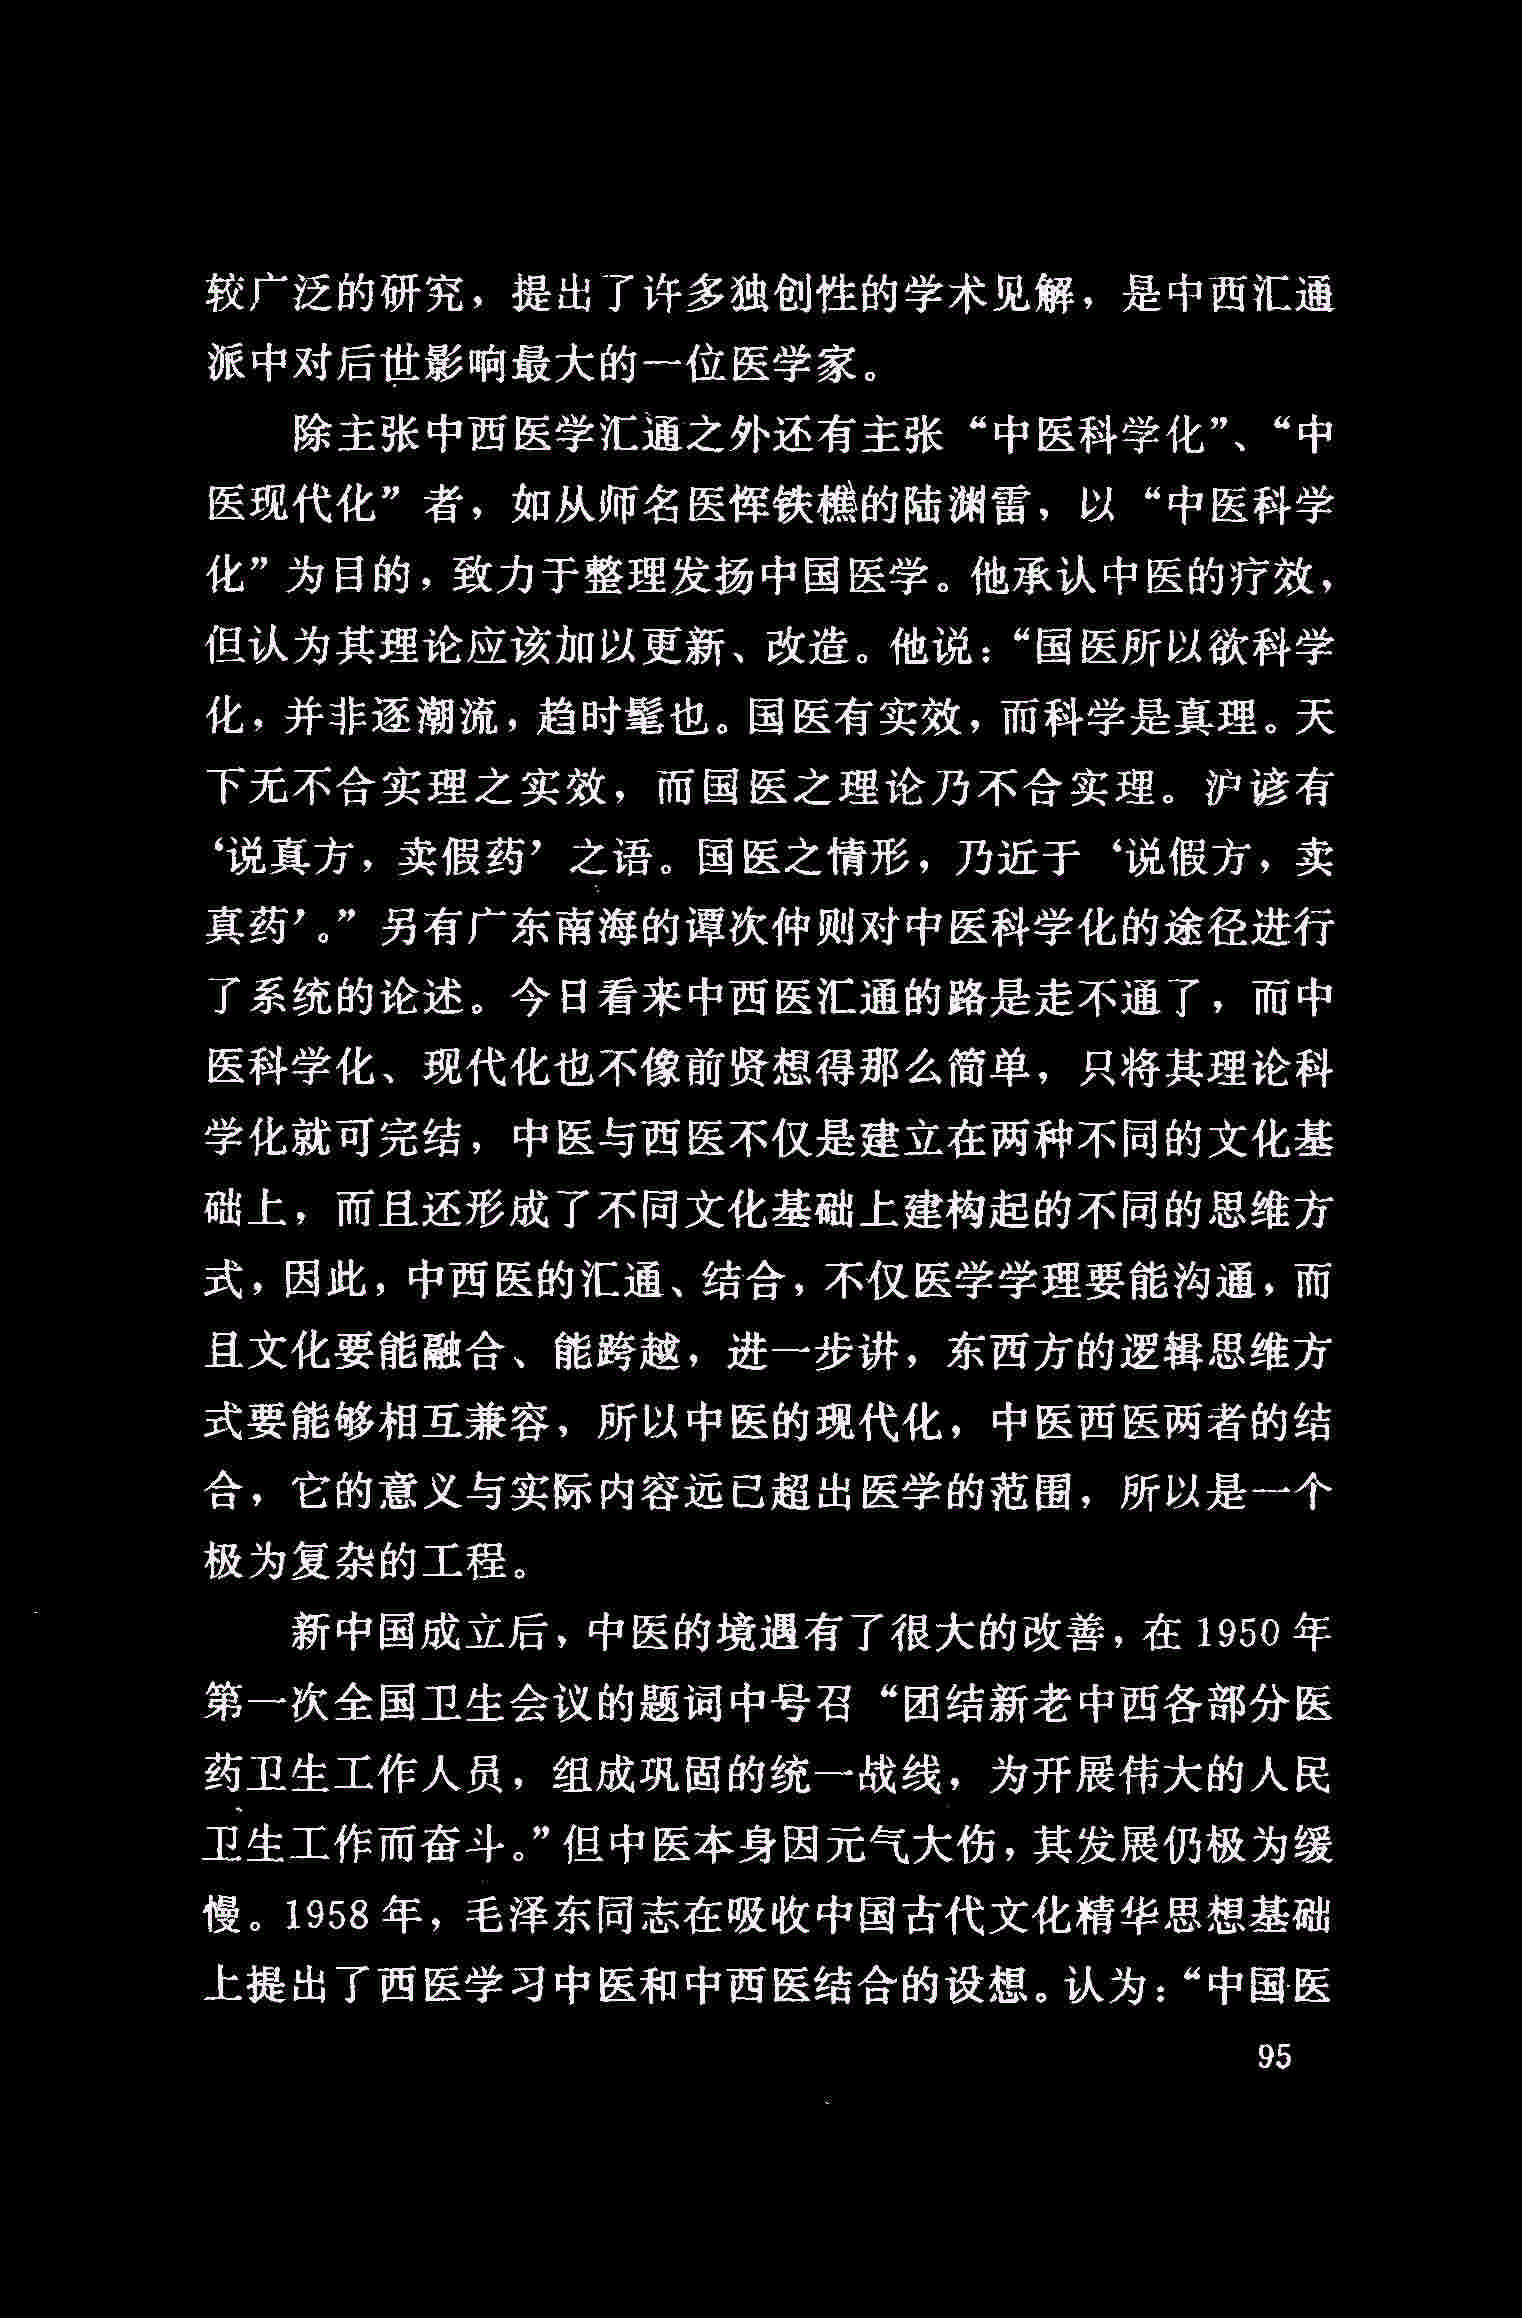 较广泛的研究，提出了许多独创性的学术见解，是中西汇通
派中对后世影响最大的一位医学家。
除主张中西医学汇通之外还有主张“中医科学化”、“中
医现代化”者，如从师名医恽铁樵的陆渊雷，以“中医科学
化”为目的，致力于整理发扬中国医学。他承认中医的疗效，
但认为其理论应该加以更新、改造。他说：“国医所以欲科学
化，并非逐潮流，趋时髦也。国医有实效，而科学是真理。天
下无不合实理之实效，而国医之理论乃不合实理。沪谚有
‘说真方，卖假药’之语。国医之情形，乃近于‘说假方，卖
真药’。”另有广东南海的谭次仲则对中医科学化的途径进行
了系统的论述。今日看来中西医汇通的路是走不通了，而中
医科学化、现代化也不像前贤想得那么简单，只将其理论科
学化就可完结，中医与西医不仅是建立在两种不同的文化基
础上，而且还形成了不同文化基础上建构起的不同的思维方
式，因此，中西医的汇通、结合，不仅医学学理要能沟通，而
且文化要能融合、能跨越，进一步讲，东西方的逻辑思维方
式要能够相互兼容，所以中医的现代化，中医西医两者的结
合，它的意义与实际内容远已超出医学的范围，所以是一个
极为复杂的工程。
新中国成立后，中医的境遇有了很大的改善，在1950年
第一次全国卫生会议的题词中号召“团结新老中西各部分医
药卫生工作人员，组成巩固的统一战线，为开展伟大的人民
卫生工作而奋斗。”但中医本身因元气大伤，其发展仍极为缓
慢。1958年，毛泽东同志在吸收中国古代文化精华思想基础
上提出了西医学习中医和中西医结合的设想。认为：“中国医
95